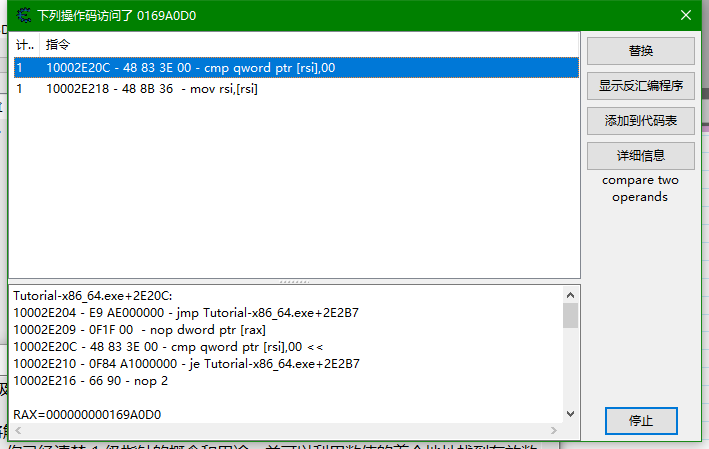 下列操作码访问了 0169A0D0
计.. 指令
1 10002E20C - 48 83 3E 00 - cmp qword ptr [rsi],00
1 10002E218 - 48 8B 36 - mov rsi,[rsi]
替换
显示反汇编程序
添加到代码表
详细信息
compare two
operands
Tutorial-x86_64.exe+2E20C:
10002E204 - E9 AE000000 - jmp Tutorial-x86_64.exe+2E2B7
10002E209 - 0F1F 00 - nop dword ptr [rax]
10002E20C - 48 83 3E 00 - cmp qword ptr [rsi],00 <<
10002E210 - 0F84 A1000000 - je Tutorial-x86_64.exe+2E2B7
10002E216 - 66 90 - nop 2
RAX=000000000169A0D0
停止